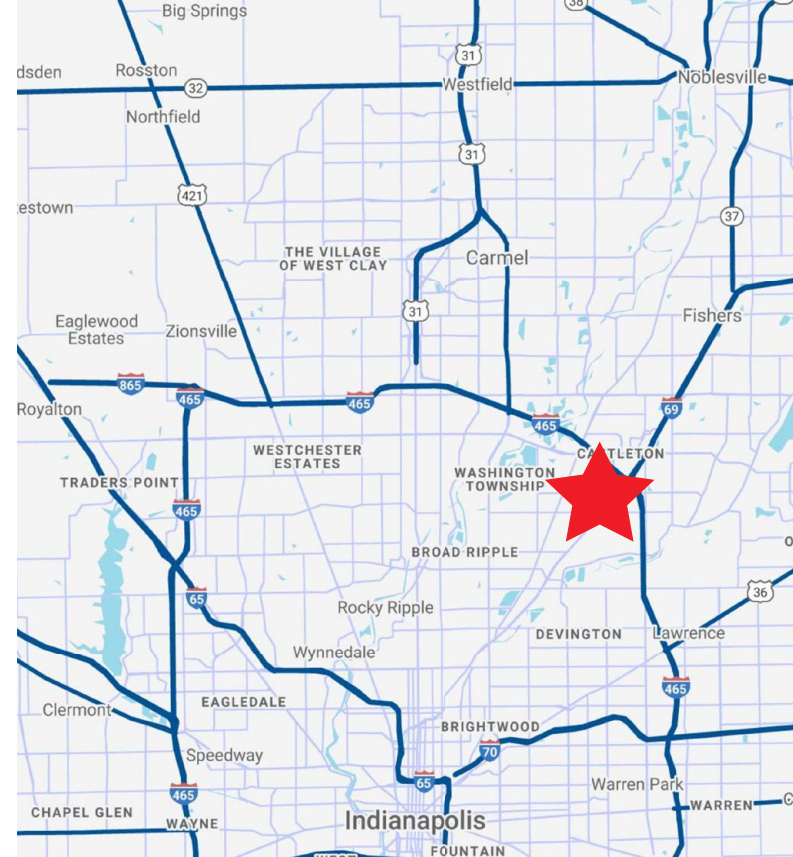 38
Big Springs
31
dsden
Rosston
32
Westfield
Noblesville
Northfield
31
421
testown
37
THE VILLAGE
OF WEST CLAY
Carmel
31
Eaglewood
Estates
Zionsville
Fishers
865
465
465
69
Royalton
465
WESTCHESTER
ESTATES
CASTLETON
WASHINGTON
TOWNSHIP
TRADERS POINT
465
BROAD RIPPLE
36
65
Rocky Ripple
DEVINGTON
Lawrence
Wynnedale
465
EAGLEDALE
Clermont
BRIGHTWOOD
70
Speedway
65
Warren Park
465
WARREN
CHAPEL GLEN
WAYNE
Indianapolis
FOUNTAIN
WEST